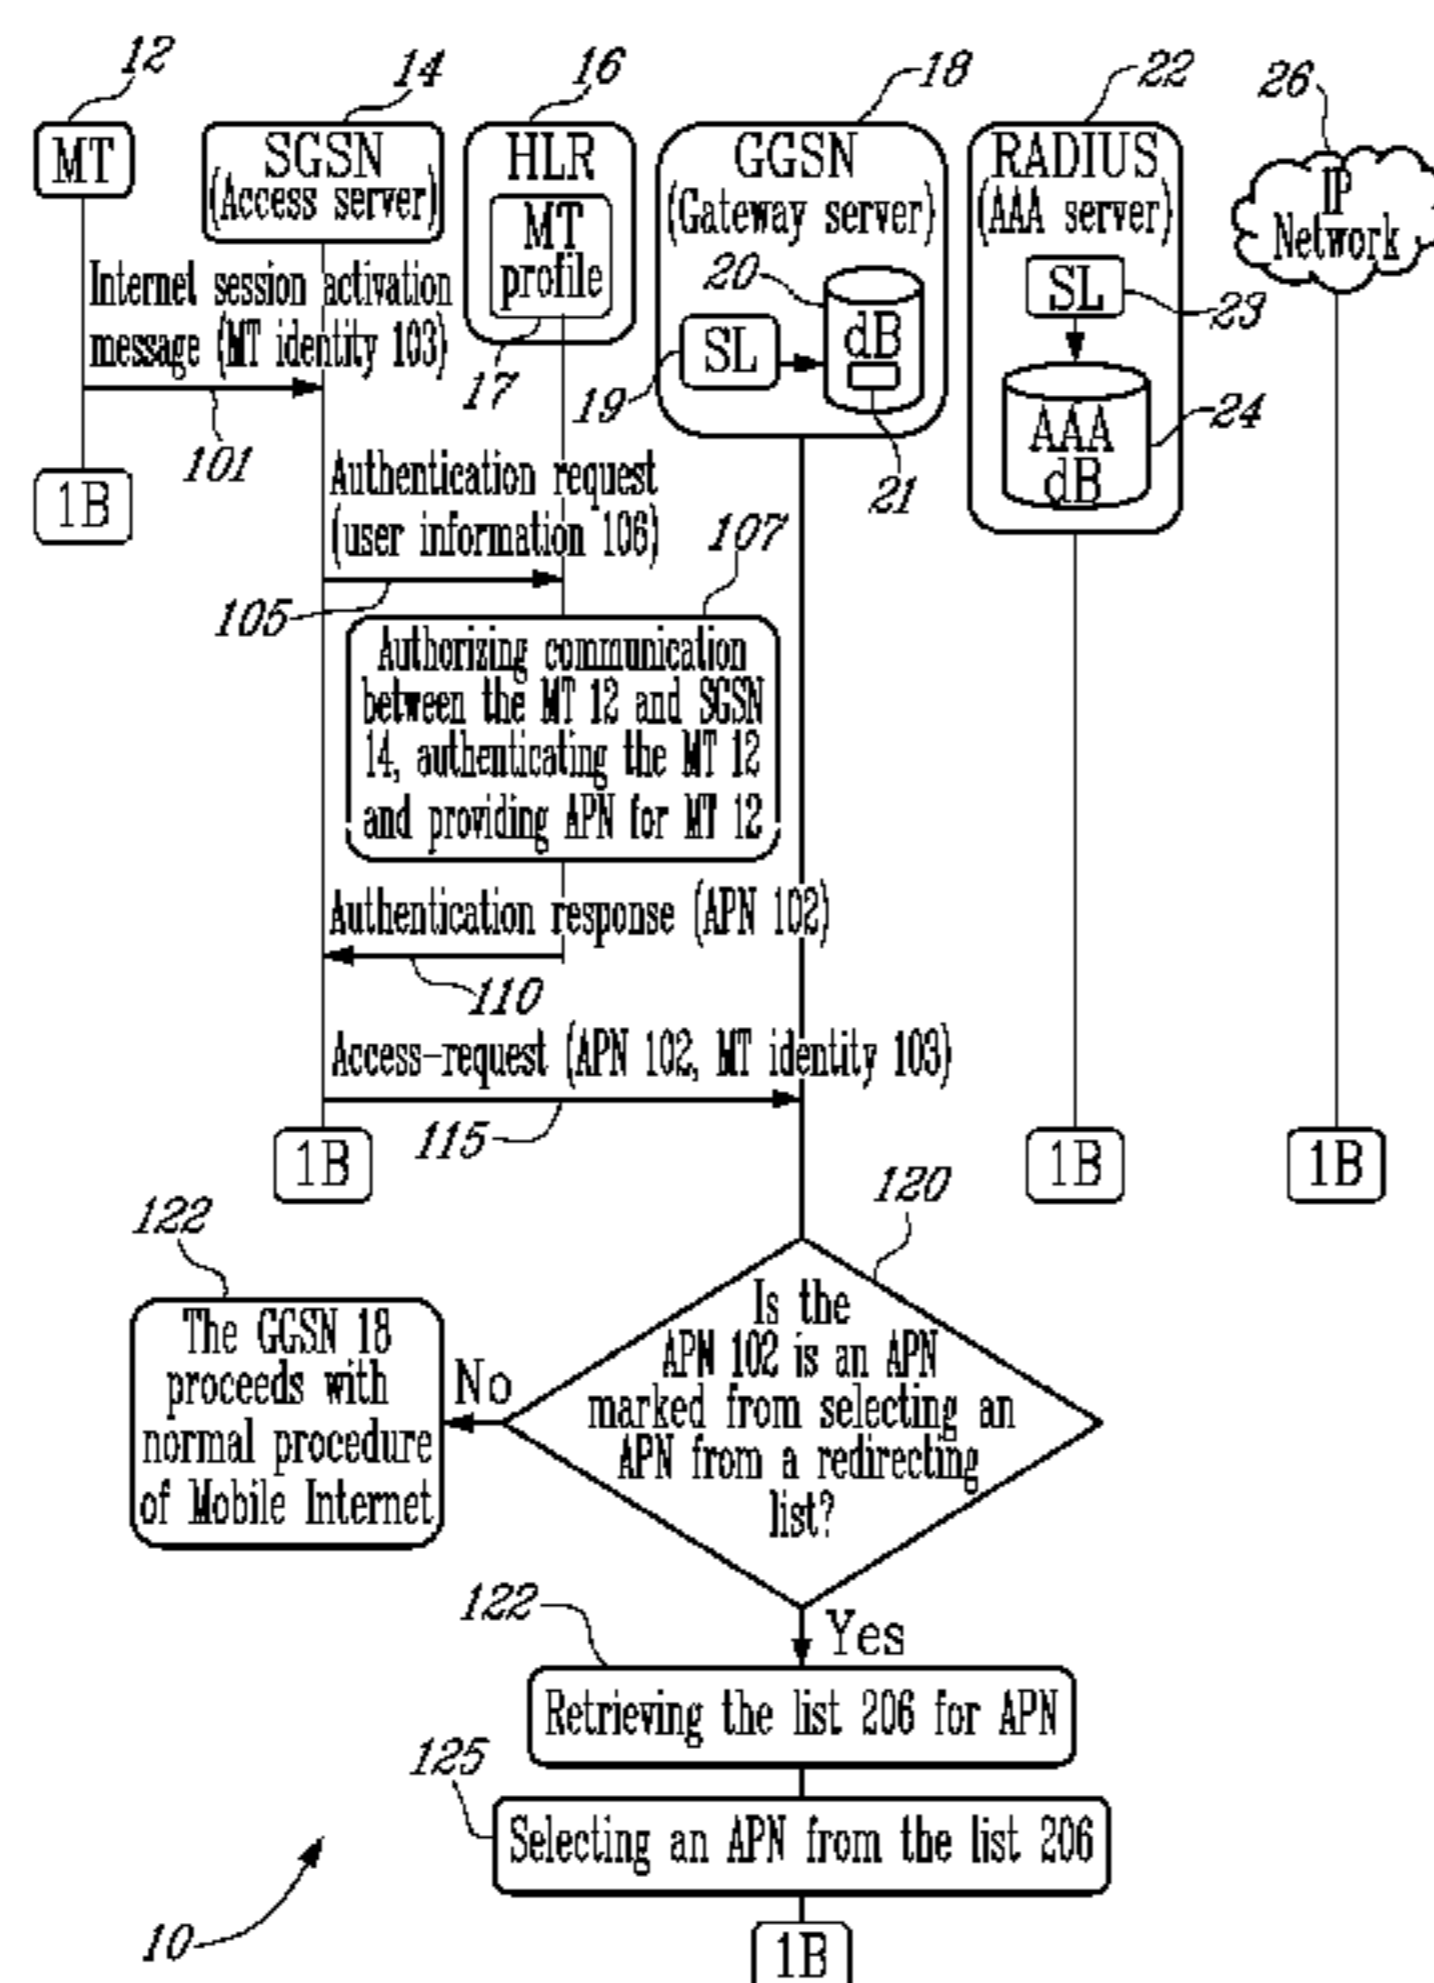 12
14
16
18
22
26
MT
SGSN
(Access server)
HLR
MT
profile
17
GGSN
(Gateway server)
20
dB
SL
19
21
RADIUS
(AAA server)
SL
23
AAA
dB
24
IP
Network
Internet session activation
message (MT identity 103)
101
1B
Authentication request
(user information 106)
105
107
Authorizing communication
between the MT 12 and SGSN
14, authenticating the MT 12
and providing APN for MT 12
Authentication response (APN 102)
110
Access-request (APN 102, MT identity 103)
115
1B
1B
1B
120
122
The GGSN 18
proceeds with
normal procedure
of Mobile Internet
No
Is the
APN 102 is an APN
marked from selecting an
APN from a redirecting
list?
Yes
122
Retrieving the list 206 for APN
125
Selecting an APN from the list 206
10
1B